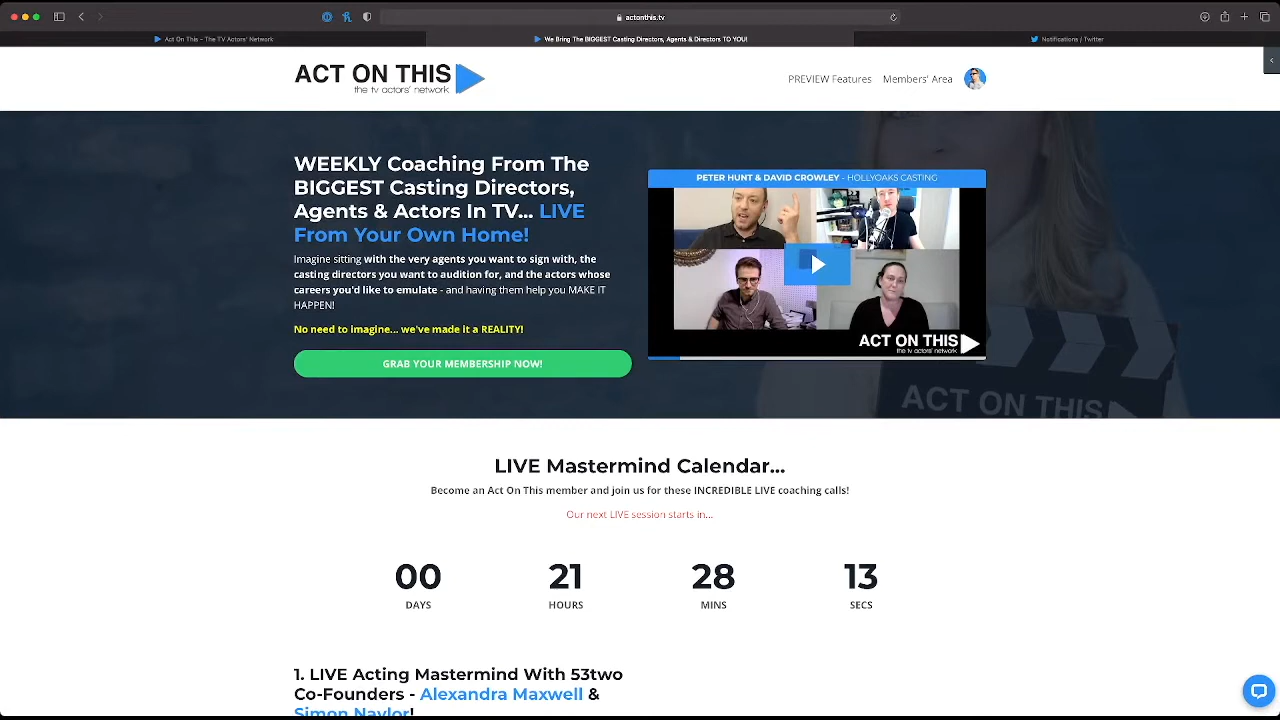 actonthis.tv
Act On This – The TV Actors' Network
We Bring The BIGGEST Casting Directors, Agents & Directors TO YOU!
Notifications / Twitter
ACT ON THIS
the tv actors' network
PREVIEW Features
Members' Area
WEEKLY Coaching From The
BIGGEST Casting Directors,
Agents & Actors In TV... LIVE
From Your Own Home!
Imagine sitting with the very agents you want to sign with, the
casting directors you want to audition for, and the actors whose
careers you'd like to emulate - and having them help you MAKE IT
HAPPEN!
No need to imagine... we've made it a REALITY!
GRAB YOUR MEMBERSHIP NOW!
PETER HUNT & DAVID CROWLEY - HOLLYOAKS CASTING
ACT ON THIS
the tv actors' network
ACT ON THIS
LIVE Mastermind Calendar...
Become an Act On This member and join us for these INCREDIBLE LIVE coaching calls!
Our next LIVE session starts in...
00 21 28 13
DAYS HOURS MINS SECS
1. LIVE Acting Mastermind With 53two
Co-Founders - Alexandra Maxwell &
Simon Naylor!